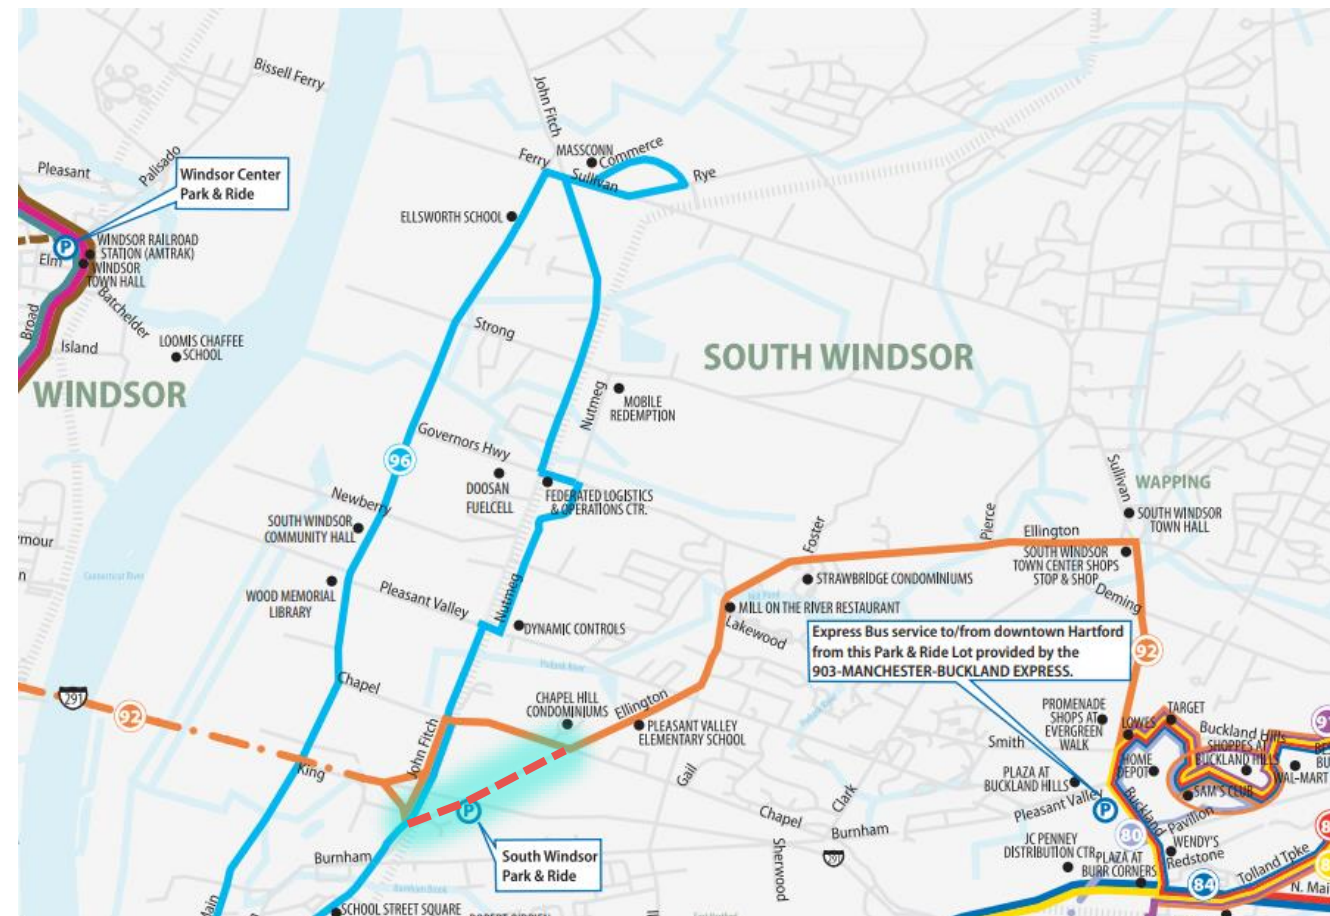 Bissell Ferry
John Fitch
Pleasant
Palisado
Windsor Center
Park & Ride
MASSCONN
Commerce
Ferry
Sullivan
Rye
ELLSWORTH SCHOOL
P
WINDSOR RAILROAD
STATION (AMTRAK)
Elm
WINDSOR
TOWN HALL
Batchelder
Broad
Island
LOOMIS CHAFFEE
SCHOOL
Strong
SOUTH WINDSOR
WINDSOR
Nutmeg
MOBILE
REDEMPTION
Governors Hwy
96
DOOSAN
FUELCELL
FEDERATED LOGISTICS
& OPERATIONS CTR.
Newberry
SOUTH WINDSOR
COMMUNITY HALL
Sullivan
WAPPING
SOUTH WINDSOR
TOWN HALL
Foster
Pierce
Ellington
SOUTH WINDSOR
TOWN CENTER SHOPS
STOP & SHOP
Deming
Connecticut River
WOOD MEMORIAL
LIBRARY
Pleasant Valley
Nutmeg
DYNAMIC CONTROLS
STRAWBRIDGE CONDOMINIUMS
MILL ON THE RIVER RESTAURANT
Lakewood
Express Bus service to/from downtown Hartford
from this Park & Ride Lot provided by the
903-MANCHESTER-BUCKLAND EXPRESS.
92
Chapel
291
92
CHAPEL HILL
CONDOMINIUMS
Ellington
PLEASANT VALLEY
ELEMENTARY SCHOOL
John Fitch
King
Gail
PROMENADE
SHOPS AT
EVERGREEN
WALK
LOWES
TARGET
Buckland Hills
SHOPPES AT
BUCKLAND HILLS
Smith
HOME
DEPOT
WAL-MART
PLAZA AT
BUCKLAND HILLS
SAM'S CLUB
Pleasant Valley
P
Buckland
Pavilion
P
South Windsor
Park & Ride
Burnham
Chapel
Clark
Burnham
Sherwood
291
80
WENDY'S
Redstone
JC PENNEY
DISTRIBUTION CTR.
PLAZA AT
BURR CORNERS
84
Tolland Tpke
N. Mai
Main
SCHOOL STREET SQUARE